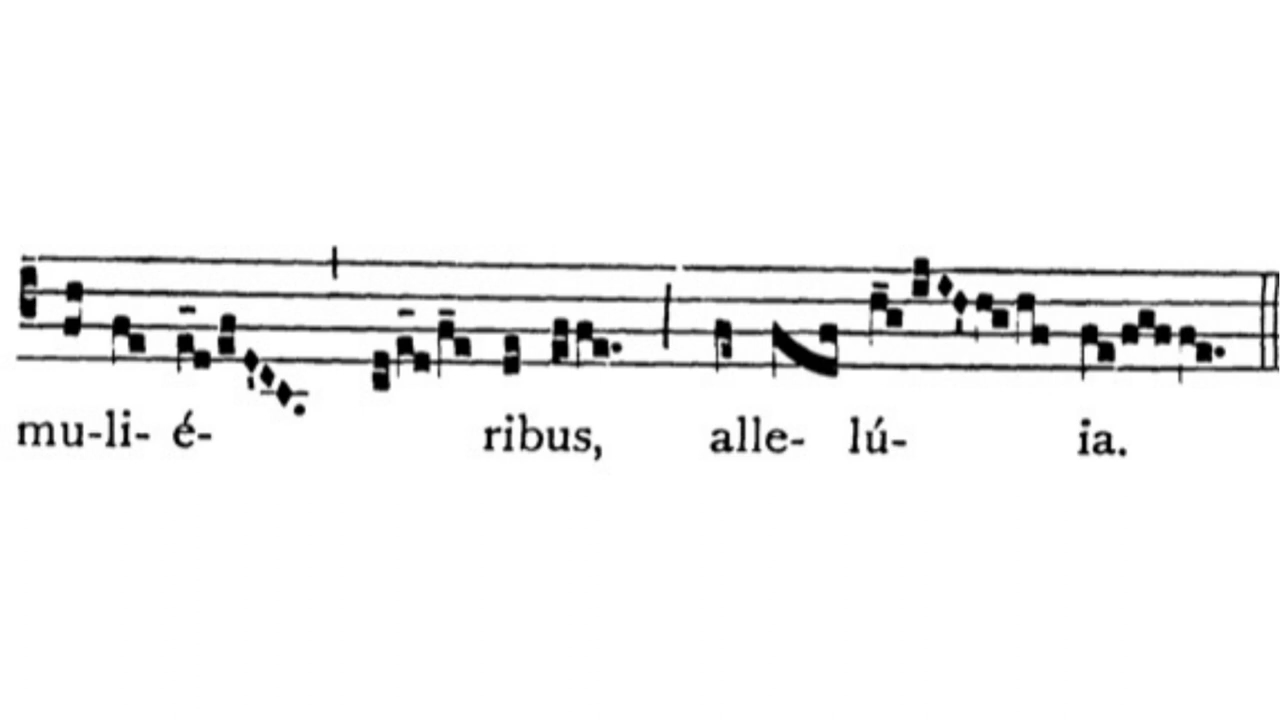 mu-li- é- ribus, alle- lú- ia.